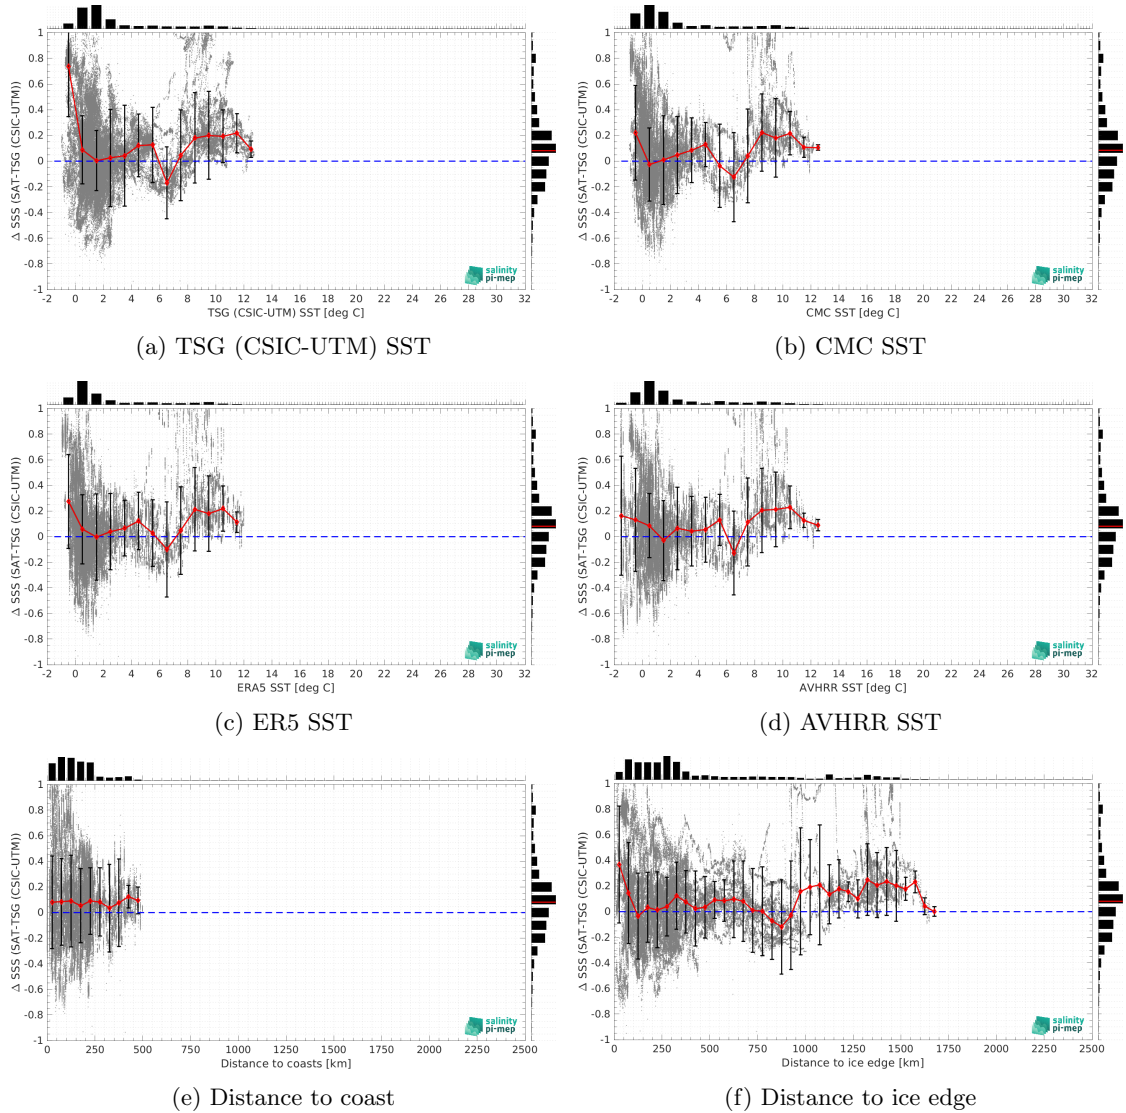 1
0.8
0.6
0.4
0.2
0
-0.2
-0.4
-0.6
-0.8
-1
Δ SSS (SAT-TSG (CSIC-UTM))
salinity
pi-mep
-2 0 2 4 6 8 10 12 14 16 18 20 22 24 26 28 30 32
TSG (CSIC-UTM) SST [deg C]
(a) TSG (CSIC-UTM) SST
1
0.8
0.6
0.4
0.2
0
-0.2
-0.4
-0.6
-0.8
-1
Δ SSS (SAT-TSG (CSIC-UTM))
salinity
pi-mep
-2 0 2 4 6 8 10 12 14 16 18 20 22 24 26 28 30 32
CMC SST [deg C]
(b) CMC SST
1
0.8
0.6
0.4
0.2
0
-0.2
-0.4
-0.6
-0.8
-1
Δ SSS (SAT-TSG (CSIC-UTM))
salinity
pi-mep
-2 0 2 4 6 8 10 12 14 16 18 20 22 24 26 28 30 32
ERA5 SST [deg C]
(c) ER5 SST
1
0.8
0.6
0.4
0.2
0
-0.2
-0.4
-0.6
-0.8
-1
Δ SSS (SAT-TSG (CSIC-UTM))
salinity
pi-mep
-2 0 2 4 6 8 10 12 14 16 18 20 22 24 26 28 30 32
AVHRR SST [deg C]
(d) AVHRR SST
1
0.8
0.6
0.4
0.2
0
-0.2
-0.4
-0.6
-0.8
-1
Δ SSS (SAT-TSG (CSIC-UTM))
salinity
pi-mep
0 250 500 750 1000 1250 1500 1750 2000 2250 2500
Distance to coasts [km]
(e) Distance to coast
1
0.8
0.6
0.4
0.2
0
-0.2
-0.4
-0.6
-0.8
-1
Δ SSS (SAT-TSG (CSIC-UTM))
salinity
pi-mep
0 250 500 750 1000 1250 1500 1750 2000 2250 2500
Distance to ice edge [km]
(f) Distance to ice edge